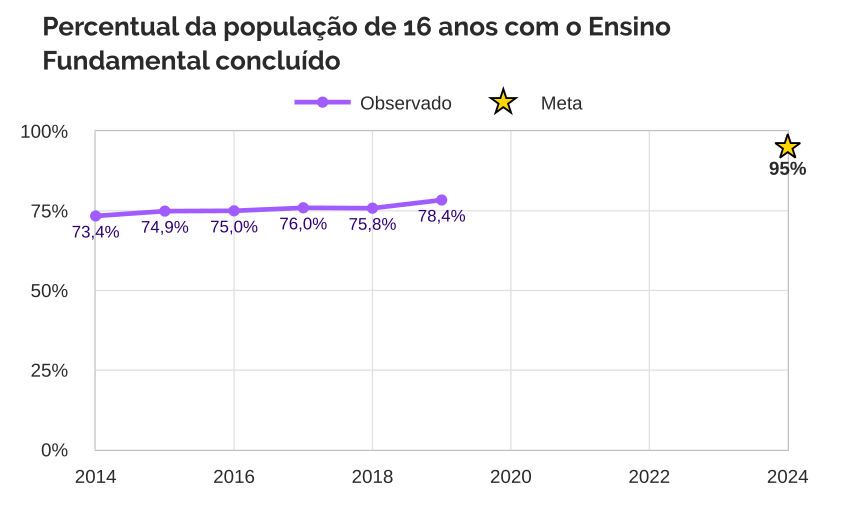 Percentual da população de 16 anos com o Ensino
Fundamental concluído
Observado Meta
100%
95%
75%
73,4% 74,9% 75,0% 76,0% 75,8% 78,4%
50%
25%
0%
2014 2016 2018 2020 2022 2024